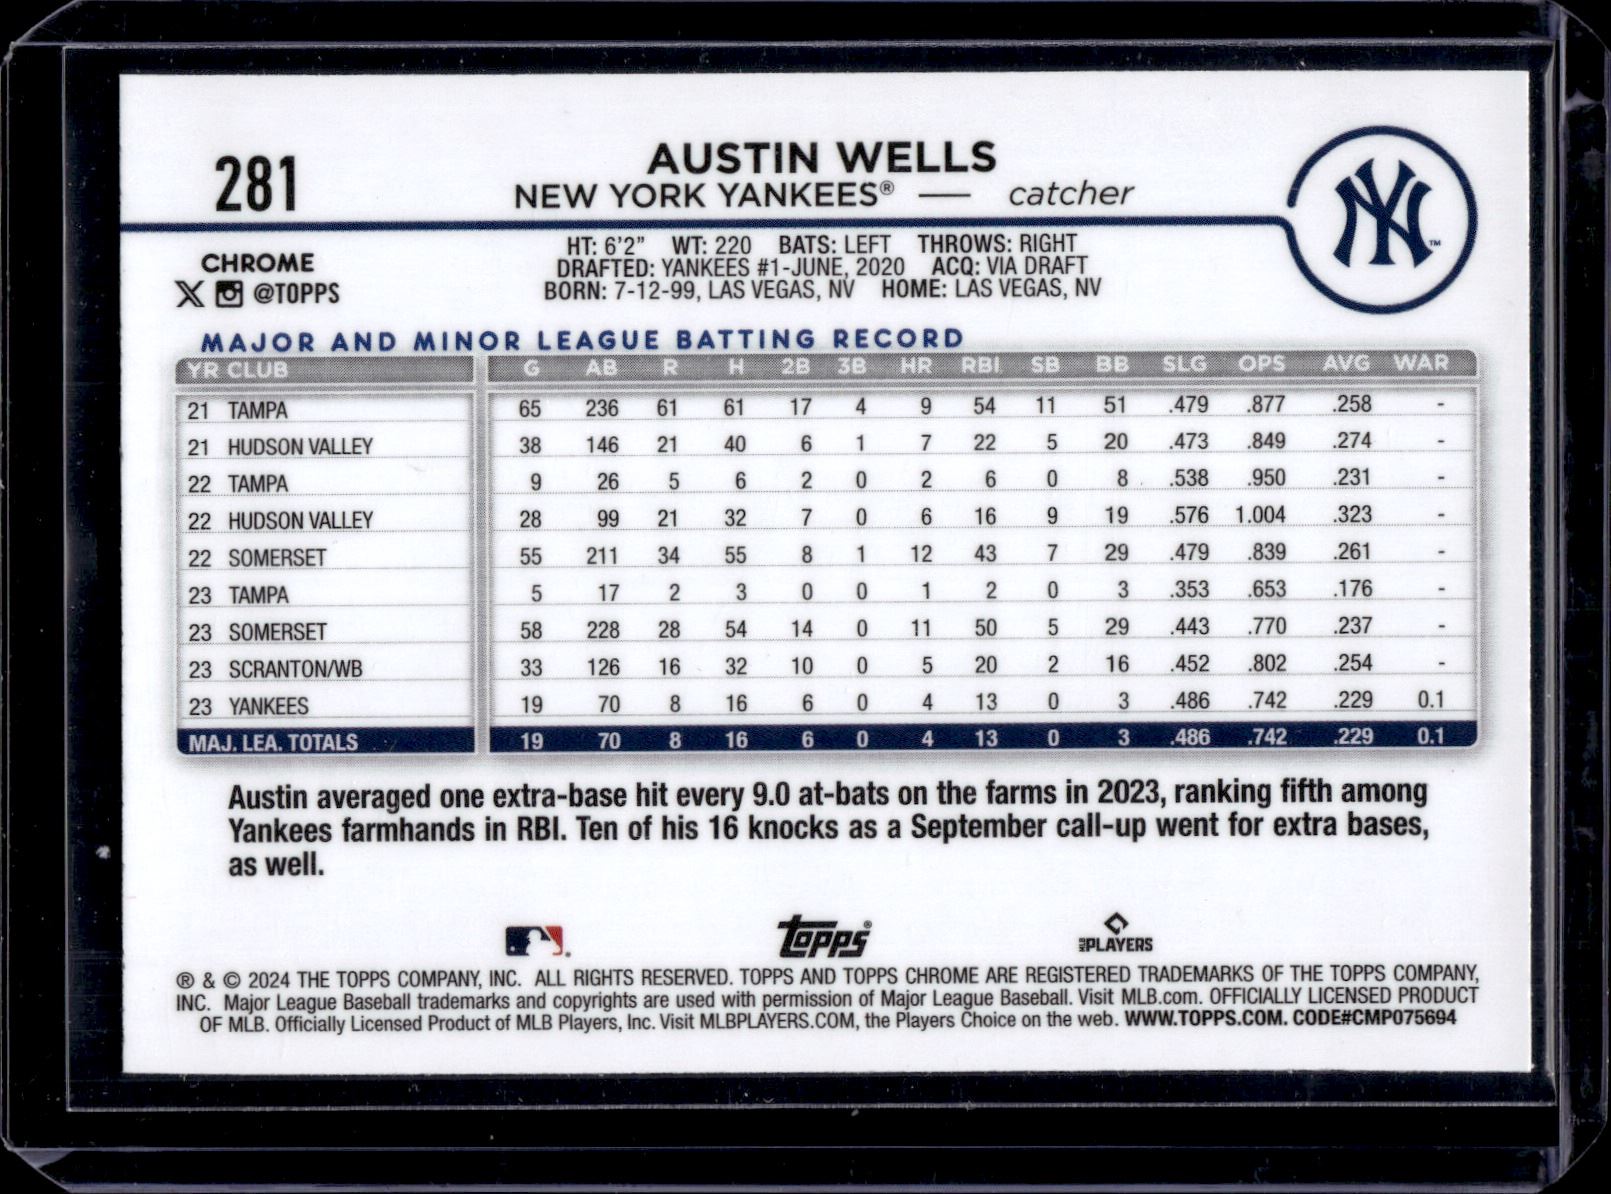 281
AUSTIN WELLS
NEW YORK YANKEES® — catcher
NY ™
CHROME
@TOPPS
HT: 6'2" WT: 220 BATS: LEFT THROWS: RIGHT
DRAFTED: YANKEES #1-JUNE, 2020 ACQ: VIA DRAFT
BORN: 7-12-99, LAS VEGAS, NV HOME: LAS VEGAS, NV
MAJOR AND MINOR LEAGUE BATTING RECORD
YR CLUB G AB R H 2B 3B HR RBI SB BB SLG OPS AVG WAR
21 TAMPA 65 236 61 61 17 4 9 54 11 51 .479 .877 .258 -
21 HUDSON VALLEY 38 146 21 40 6 1 7 22 5 20 .473 .849 .274 -
22 TAMPA 9 26 5 6 2 0 2 6 0 8 .538 .950 .231 -
22 HUDSON VALLEY 28 99 21 32 7 0 6 16 9 19 .576 1.004 .323 -
22 SOMERSET 55 211 34 55 8 1 12 43 7 29 .479 .839 .261 -
23 TAMPA 5 17 2 3 0 0 1 2 0 3 .353 .653 .176 -
23 SOMERSET 58 228 28 54 14 0 11 50 5 29 .443 .770 .237 -
23 SCRANTON/WB 33 126 16 32 10 0 5 20 2 16 .452 .802 .254 -
23 YANKEES 19 70 8 16 6 0 4 13 0 3 .486 .742 .229 0.1
MAJ. LEA. TOTALS 19 70 8 16 6 0 4 13 0 3 .486 .742 .229 0.1
Austin averaged one extra-base hit every 9.0 at-bats on the farms in 2023, ranking fifth among
Yankees farmhands in RBI. Ten of his 16 knocks as a September call-up went for extra bases,
as well.
topps® PLAYERS
® & © 2024 THE TOPPS COMPANY, INC. ALL RIGHTS RESERVED. TOPPS AND TOPPS CHROME ARE REGISTERED TRADEMARKS OF THE TOPPS COMPANY,
INC. Major League Baseball trademarks and copyrights are used with permission of Major League Baseball. Visit MLB.com. OFFICIALLY LICENSED PRODUCT
OF MLB. Officially Licensed Product of MLB Players, Inc. Visit MLBPLAYERS.COM, the Players Choice on the web. WWW.TOPPS.COM. CODE#CMP075694